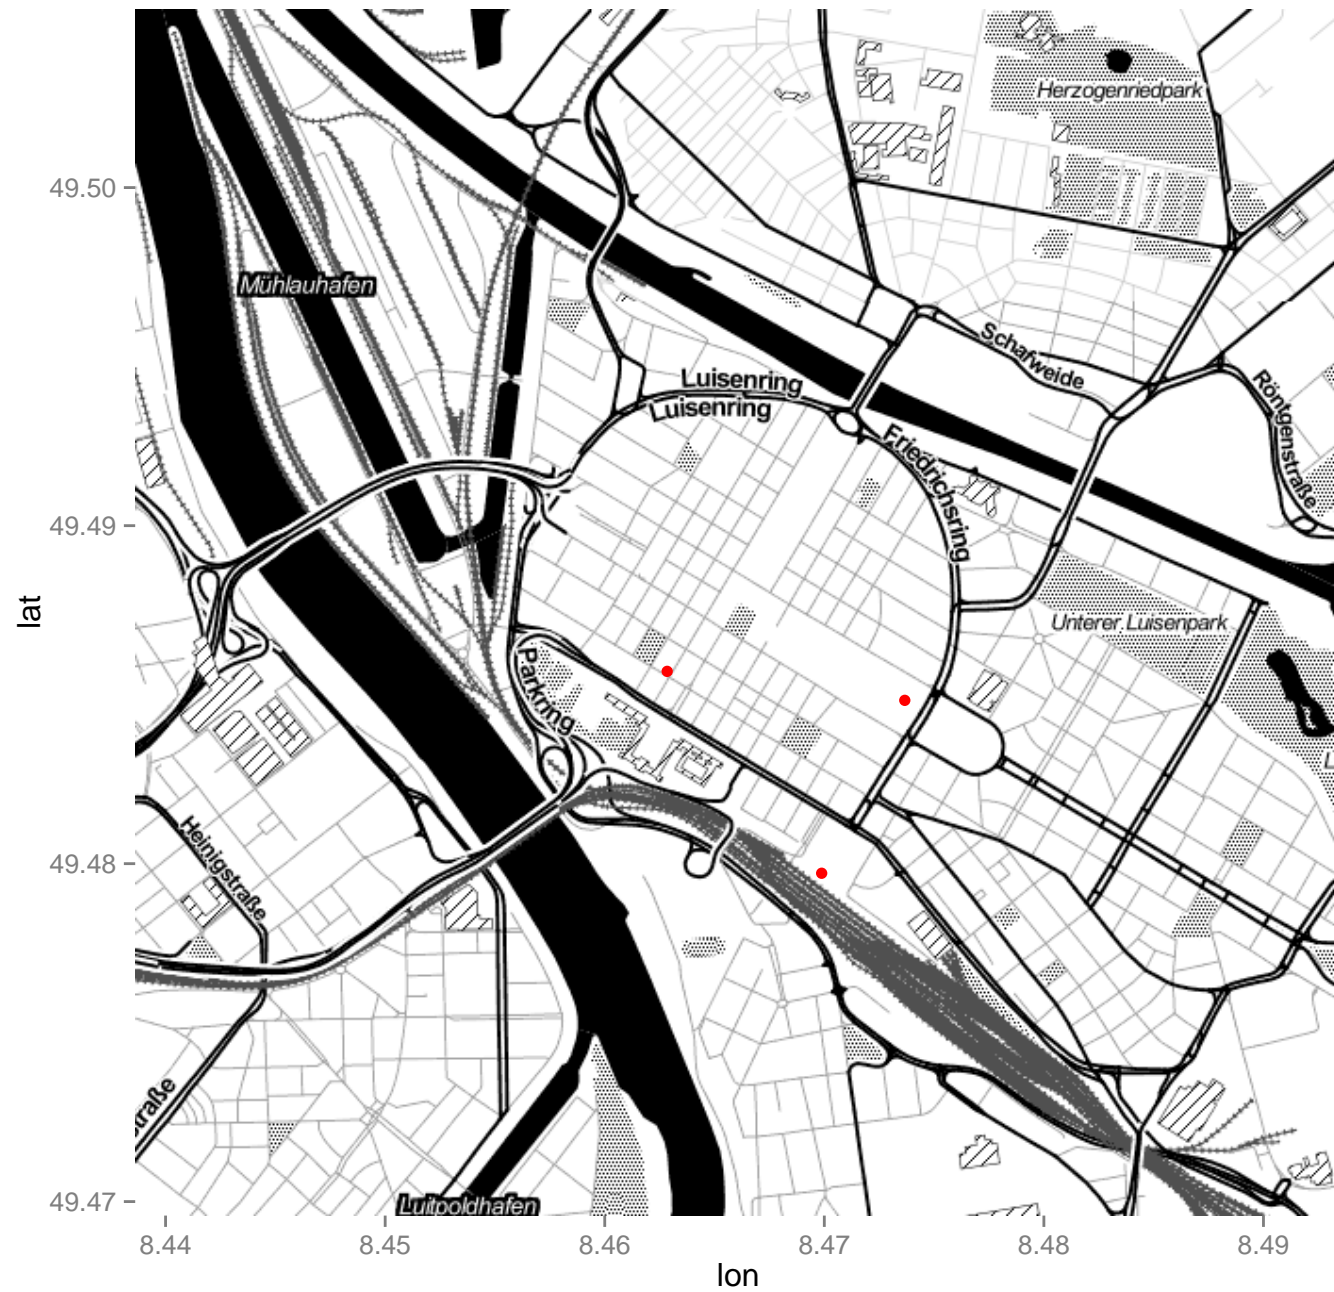 Herzogenriedpark
49.50
Mühlauhafen
Schafweide
Luisenring
Luisenring
Röntgenstraße
Friedrichsring
49.49
lat
Unterer Luisenpark
Parkring
L
Heinigstraße
49.48
straße
49.47
Luitpoldhafen
8.44 8.45 8.46 8.47 8.48 8.49
lon